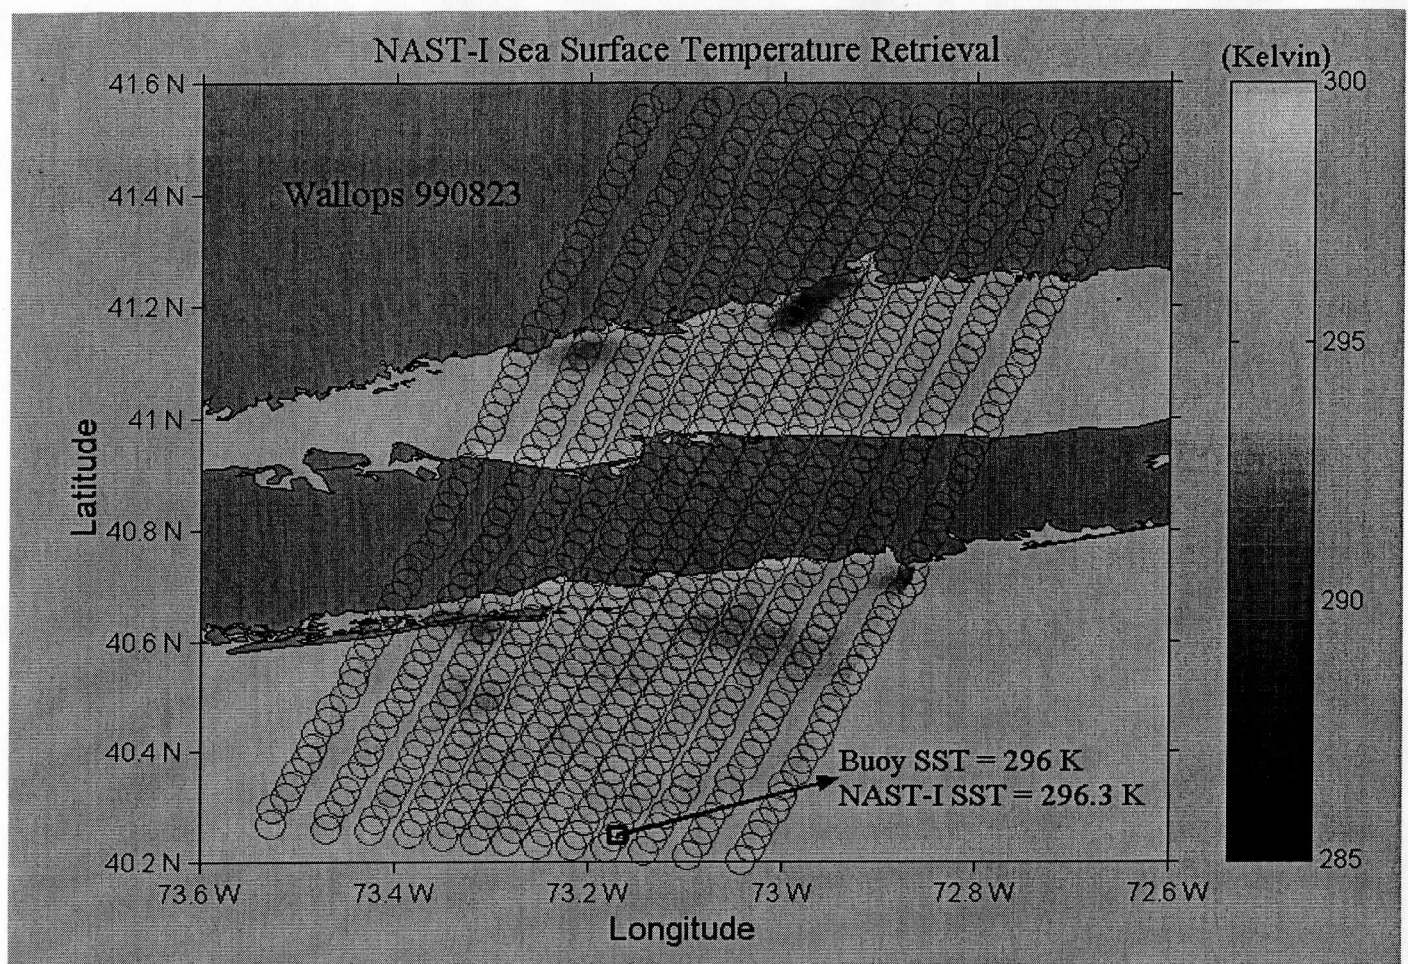 NAST-I Sea Surface Temperature Retrieval
(Kelvin)
41.6 N
300
Wallops 990823
41.4 N
41.2 N
295
41 N
Latitude
40.8 N
290
40.6 N
Buoy SST = 296 K
40.4 N
NAST-I SST = 296.3 K
40.2 N
285
73.6 W 73.4 W 73.2 W 73 W 72.8 W 72.6 W
Longitude